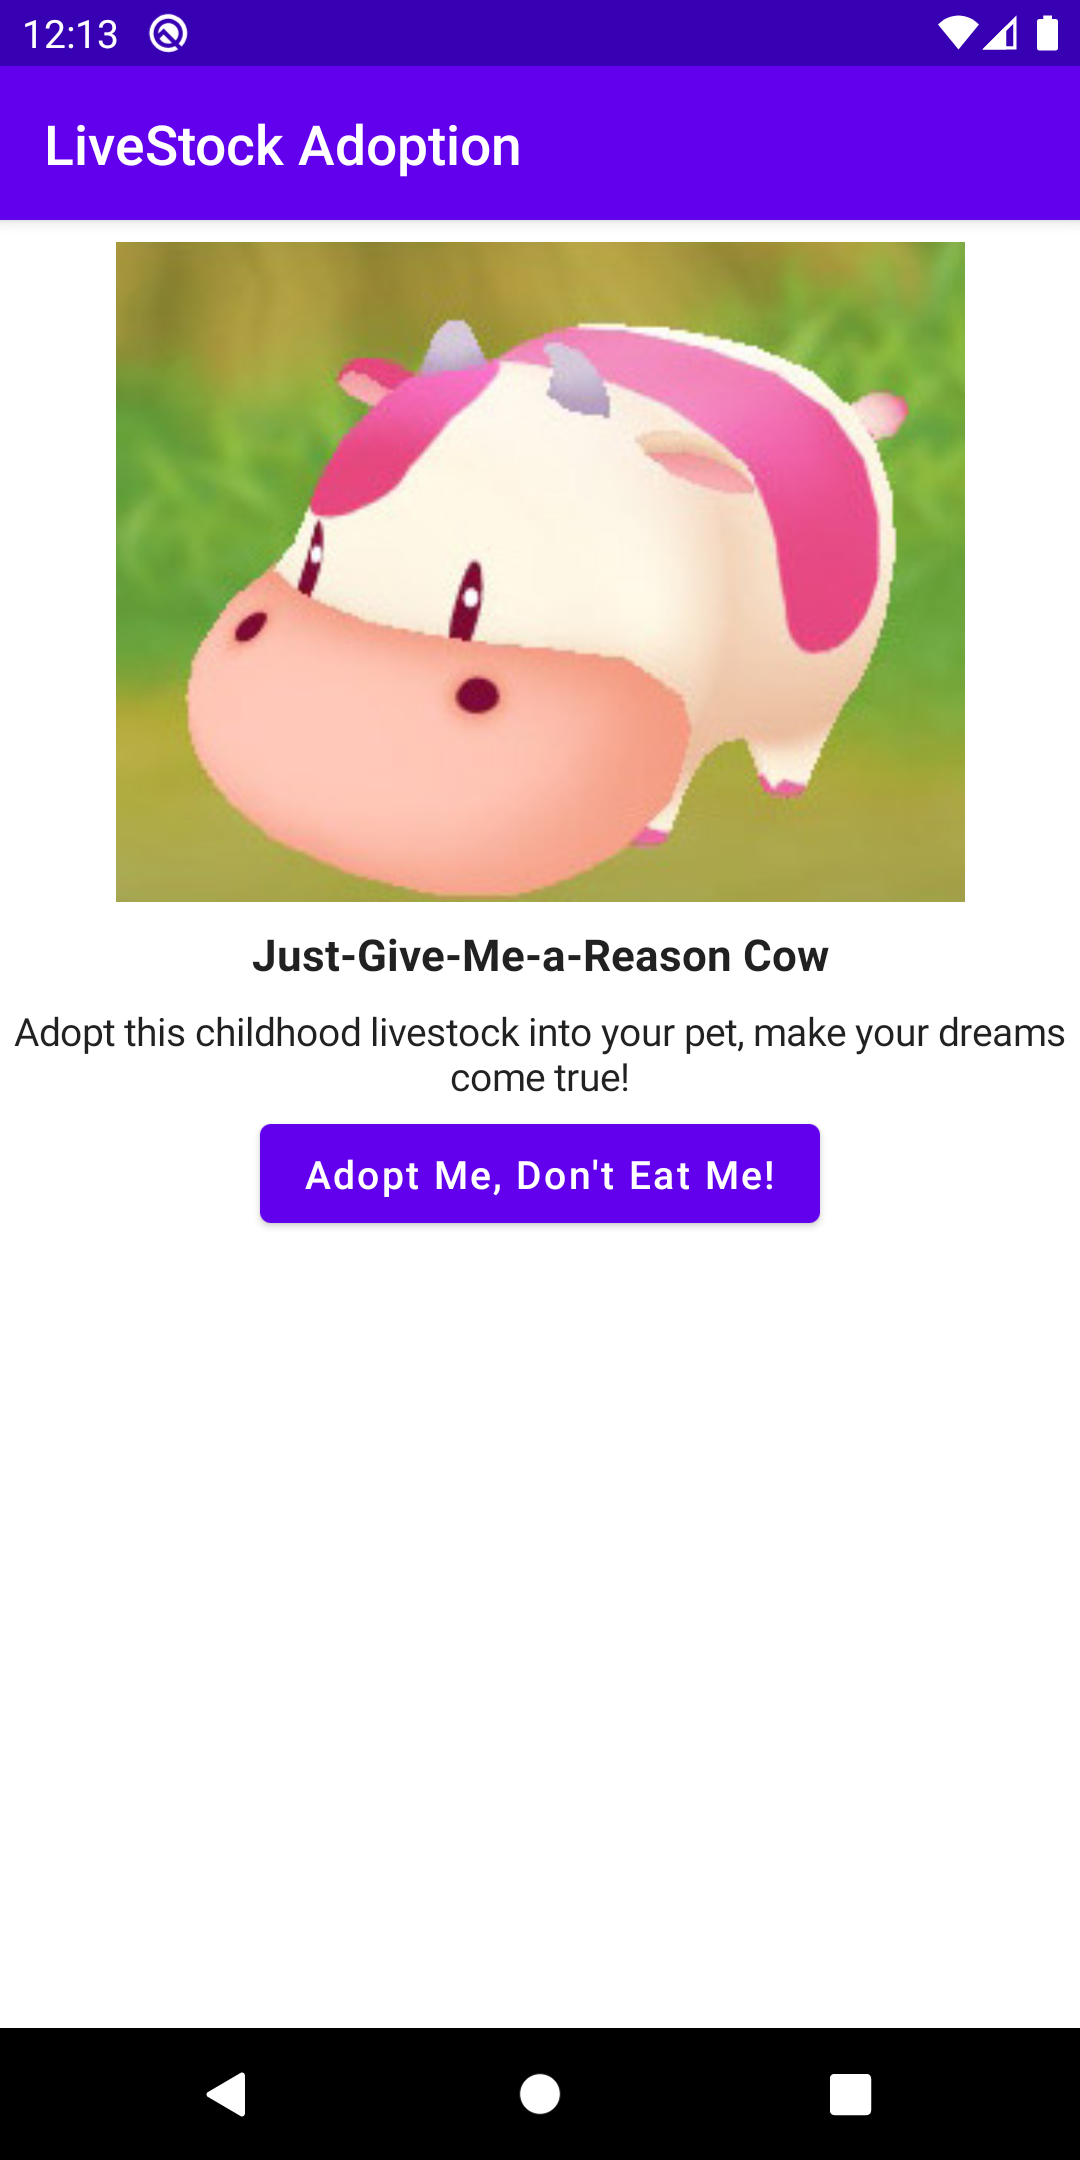 12:13
LiveStock Adoption
Just-Give-Me-a-Reason Cow
Adopt this childhood livestock into your pet, make your dreams
come true!
Adopt Me, Don't Eat Me!